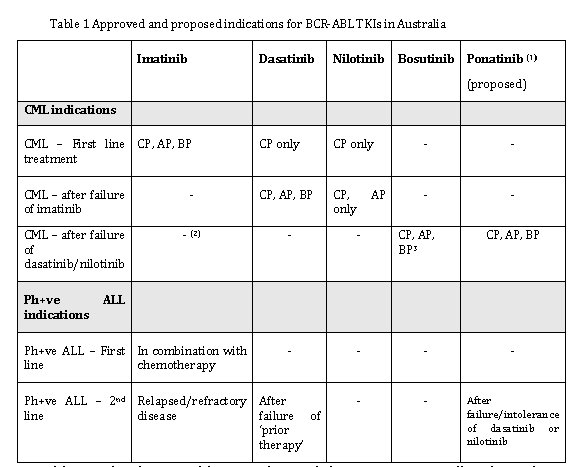 Table 1 Approved and proposed indications for BCR-ABL TKIs in Australia
Imatinib Dasatinib Nilotinib Bosutinib Ponatinib (1)
(proposed)
CML indications
CML – First line CP, AP, BP CP only CP only - -
treatment
CML – after failure - CP, AP, BP CP, AP - -
of imatinib only
CML – after failure - (2) - - CP, AP, CP, AP, BP
of BP3
dasatinib/nilotinib
Ph+ve ALL
indications
Ph+ve ALL – First In combination with - - - -
line chemotherapy
Ph+ve ALL – 2nd Relapsed/refractory After - - After
line disease failure of failure/intolerance
'prior of dasatinib or
therapy' nilotinib